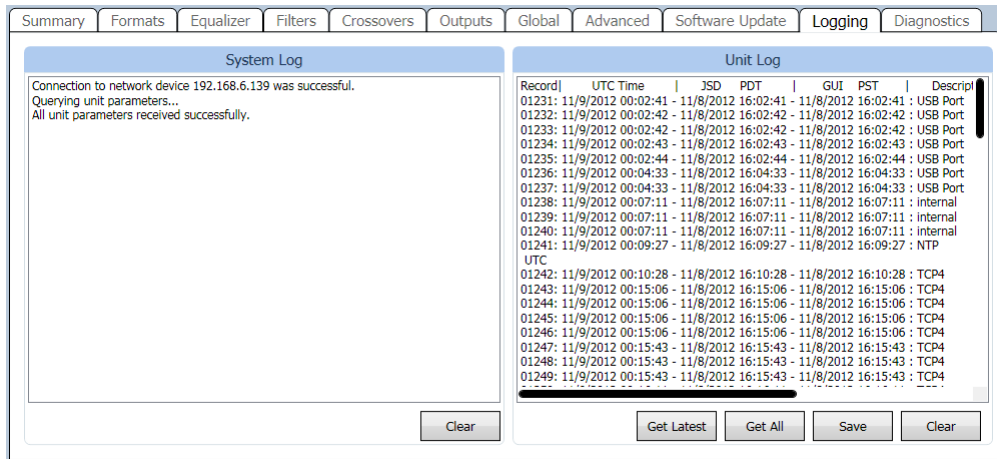 Summary Formats Equalizer Filters Crossovers Outputs Global Advanced Software Update Logging Diagnostics
System Log
Connection to network device 192.168.6.139 was successful.
Querying unit parameters...
All unit parameters received successfully.
Clear
Unit Log
Record| UTC Time | JSD PDT | GUI PST | Descript
01231: 11/9/2012 00:02:41 - 11/8/2012 16:02:41 - 11/8/2012 16:02:41 : USB Port
01232: 11/9/2012 00:02:42 - 11/8/2012 16:02:42 - 11/8/2012 16:02:42 : USB Port
01233: 11/9/2012 00:02:42 - 11/8/2012 16:02:42 - 11/8/2012 16:02:42 : USB Port
01234: 11/9/2012 00:02:43 - 11/8/2012 16:02:43 - 11/8/2012 16:02:43 : USB Port
01235: 11/9/2012 00:02:44 - 11/8/2012 16:02:44 - 11/8/2012 16:02:44 : USB Port
01236: 11/9/2012 00:04:33 - 11/8/2012 16:04:33 - 11/8/2012 16:04:33 : USB Port
01237: 11/9/2012 00:04:33 - 11/8/2012 16:04:33 - 11/8/2012 16:04:33 : USB Port
01238: 11/9/2012 00:07:11 - 11/8/2012 16:07:11 - 11/8/2012 16:07:11 : internal
01239: 11/9/2012 00:07:11 - 11/8/2012 16:07:11 - 11/8/2012 16:07:11 : internal
01240: 11/9/2012 00:07:11 - 11/8/2012 16:07:11 - 11/8/2012 16:07:11 : internal
01241: 11/9/2012 00:09:27 - 11/8/2012 16:09:27 - 11/8/2012 16:09:27 : NTP
UTC
01242: 11/9/2012 00:10:28 - 11/8/2012 16:10:28 - 11/8/2012 16:10:28 : TCP4
01243: 11/9/2012 00:15:06 - 11/8/2012 16:15:06 - 11/8/2012 16:15:06 : TCP4
01244: 11/9/2012 00:15:06 - 11/8/2012 16:15:06 - 11/8/2012 16:15:06 : TCP4
01245: 11/9/2012 00:15:06 - 11/8/2012 16:15:06 - 11/8/2012 16:15:06 : TCP4
01246: 11/9/2012 00:15:06 - 11/8/2012 16:15:06 - 11/8/2012 16:15:06 : TCP4
01247: 11/9/2012 00:15:43 - 11/8/2012 16:15:43 - 11/8/2012 16:15:43 : TCP4
01248: 11/9/2012 00:15:43 - 11/8/2012 16:15:43 - 11/8/2012 16:15:43 : TCP4
01249: 11/9/2012 00:15:43 - 11/8/2012 16:15:43 - 11/8/2012 16:15:43 : TCP4
Get Latest Get All Save Clear